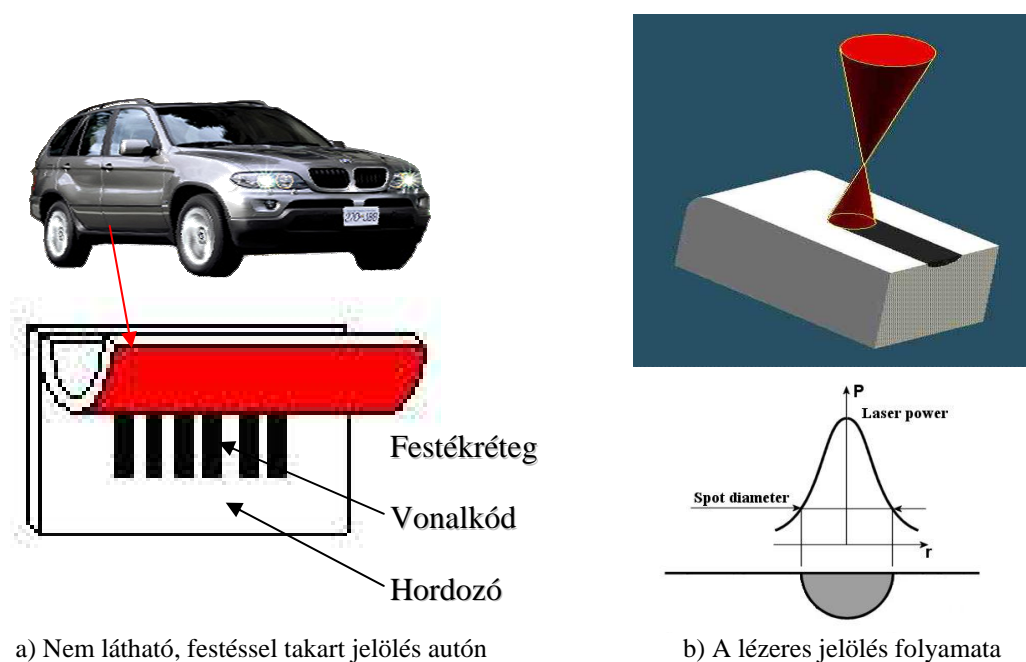 Festékréteg
Vonalkód
Hordozó
P
Laser power
Spot diameter
r
a) Nem látható, festéssel takart jelölés autón
b) A lézeres jelölés folyamata